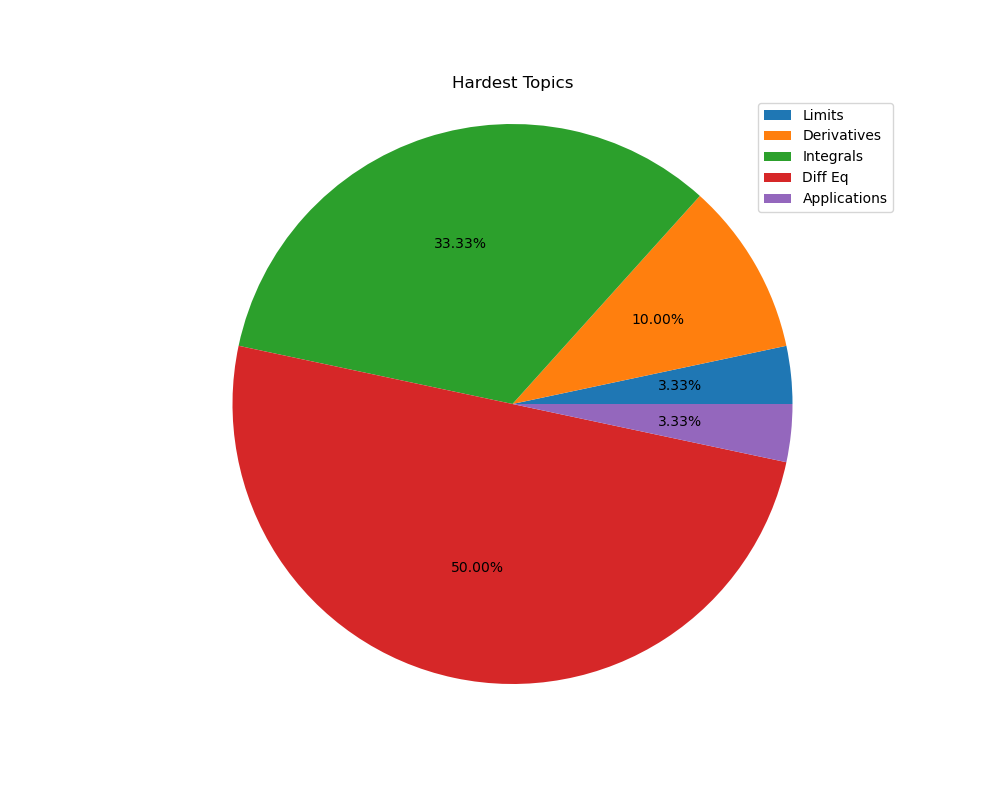 Hardest Topics
Limits
Derivatives
Integrals
Diff Eq
Applications
33.33%
10.00%
3.33%
3.33%
50.00%